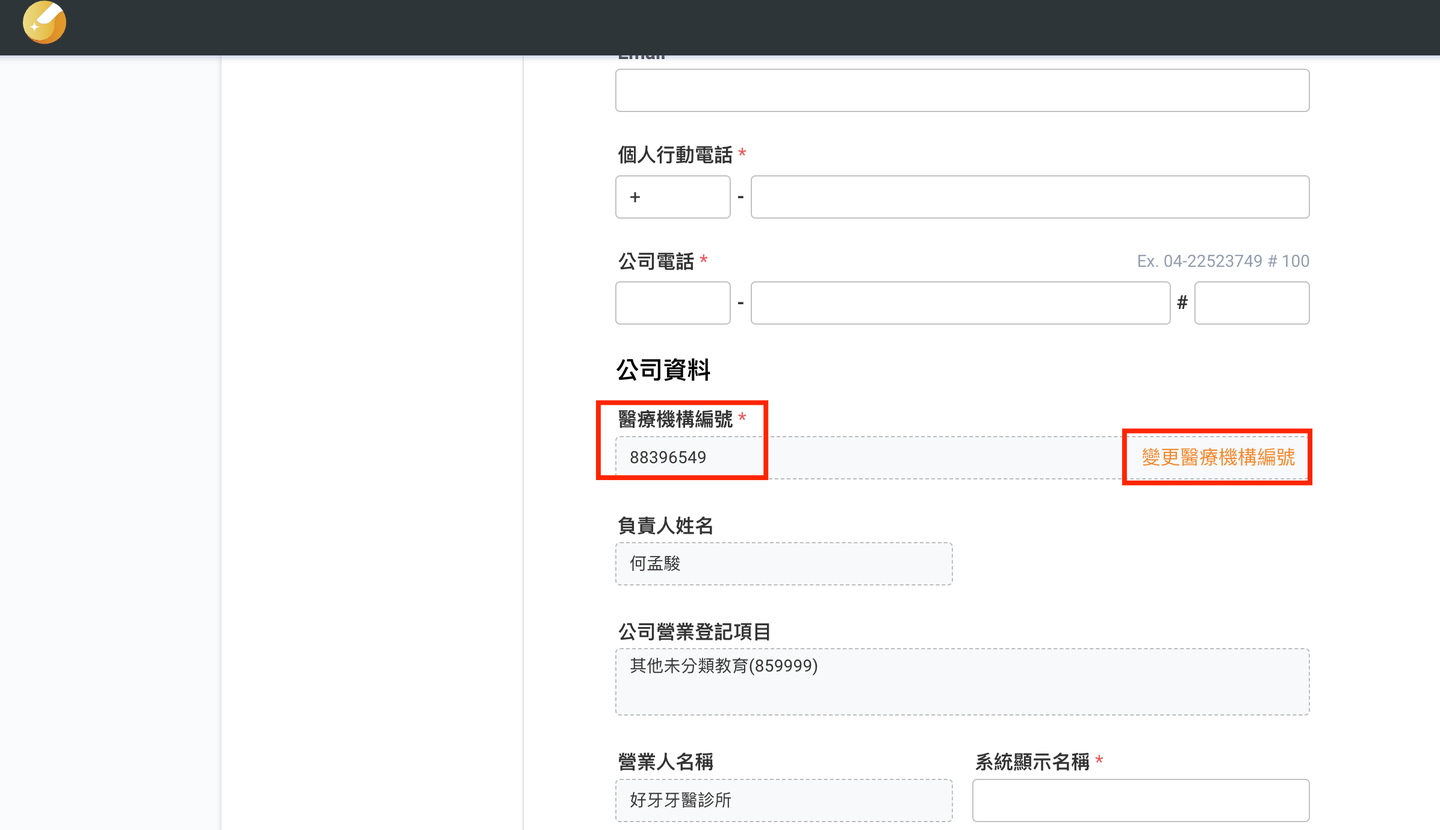 Email
個人行動電話 *
+ -
公司電話 * Ex. 04-22523749 # 100
- #
公司資料
醫療機構編號 *
88396549 變更醫療機構編號
負責人姓名
何孟駿
公司營業登記項目
其他未分類教育(859999)
營業人名稱 系統顯示名稱 *
好牙牙醫診所